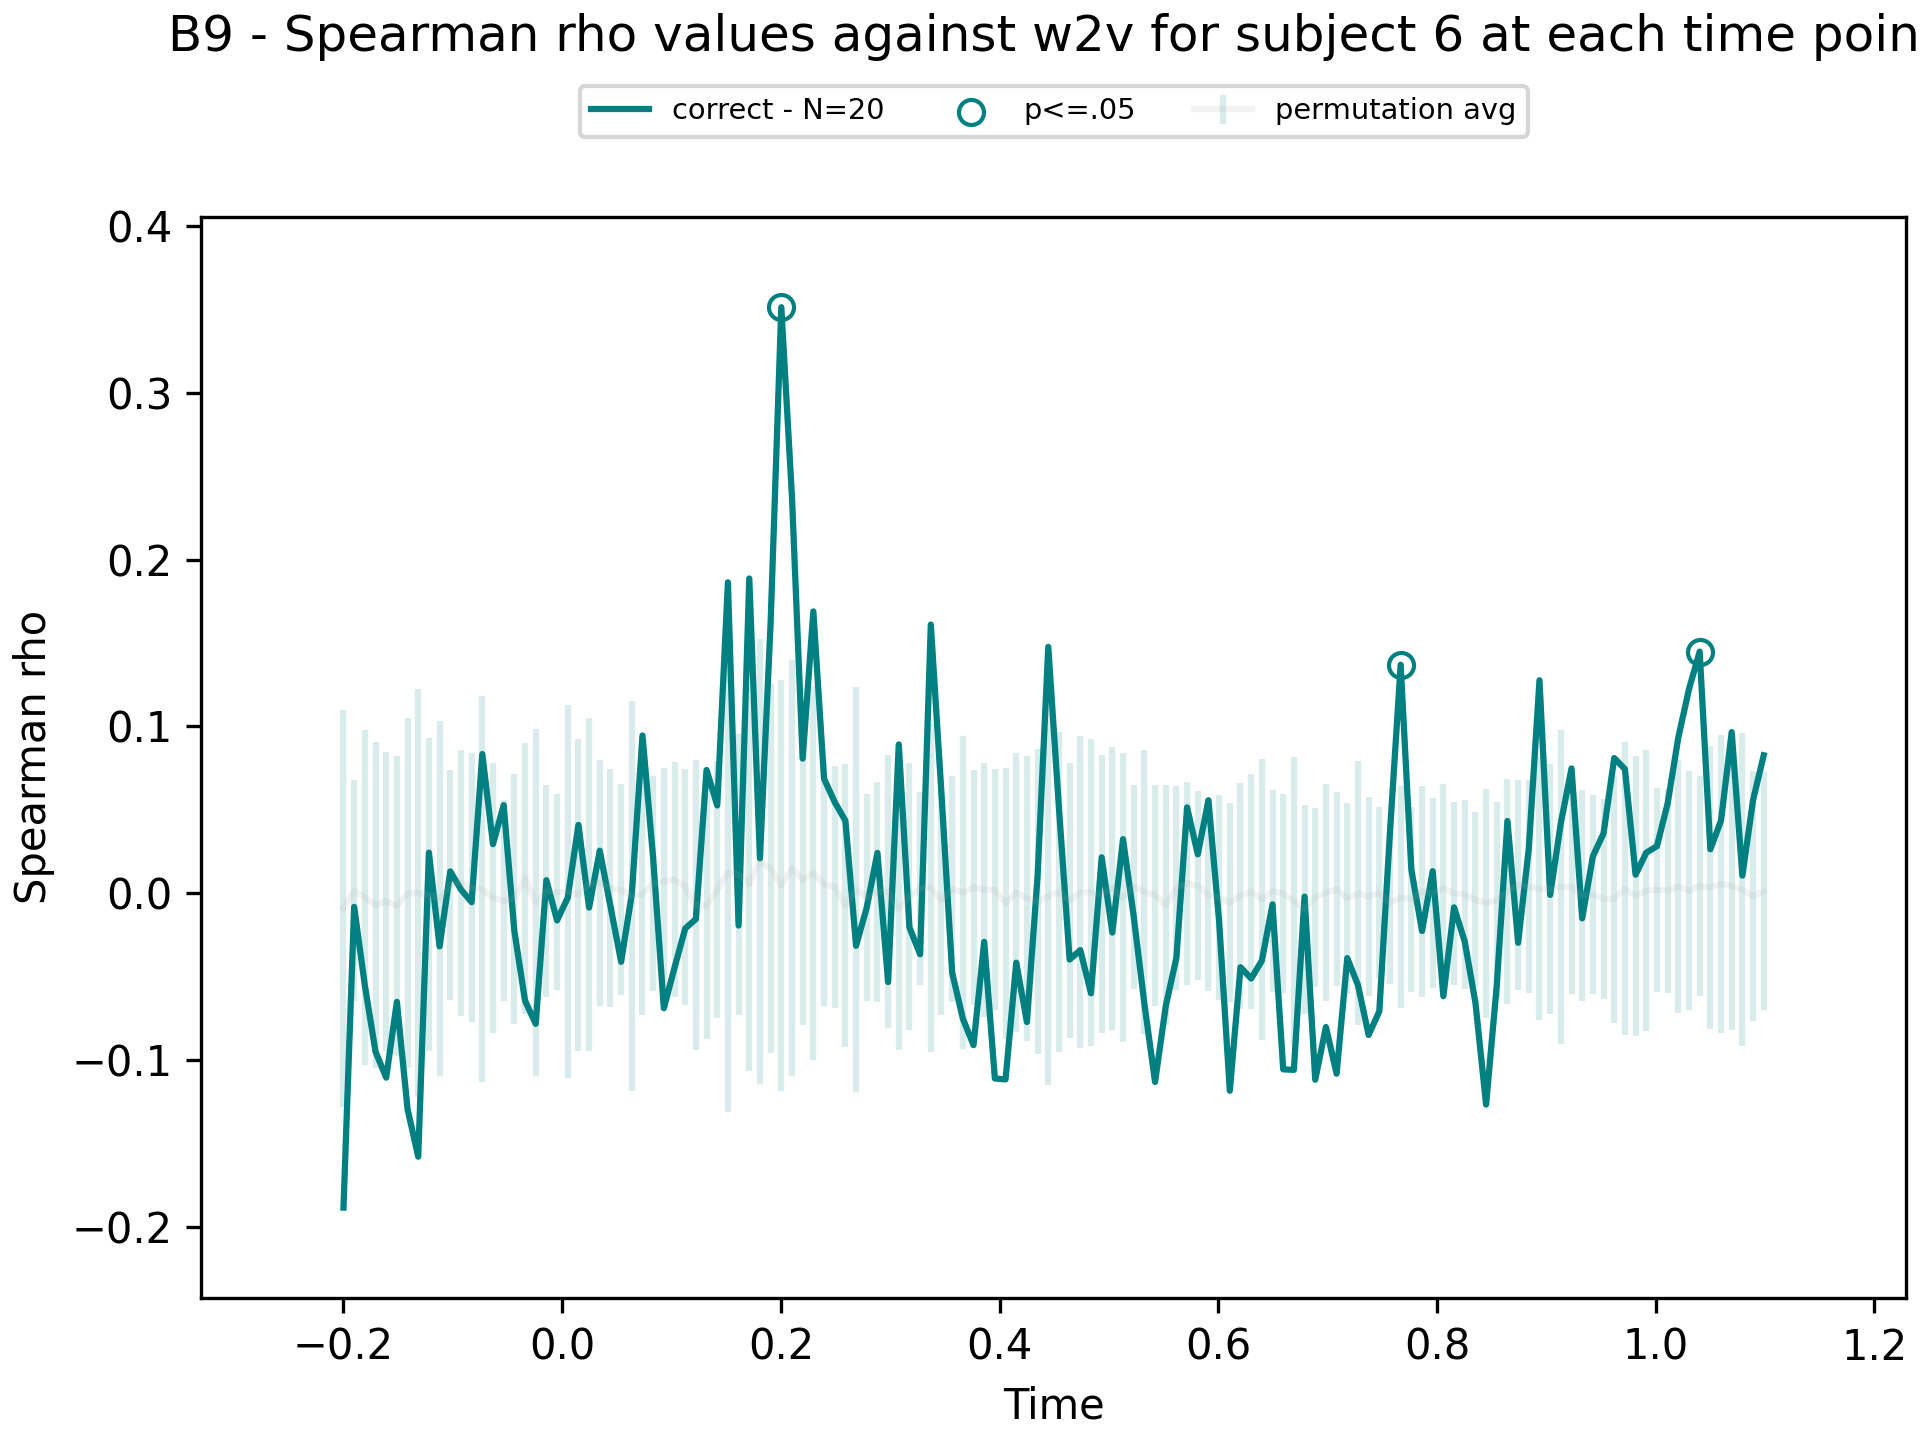 B9 - Spearman rho values against w2v for subject 6 at each time poin
correct - N=20 p<=.05 permutation avg
0.4
0.3
0.2
0.1
0.0
−0.1
−0.2
Spearman rho
−0.2 0.0 0.2 0.4 0.6 0.8 1.0 1.2
Time